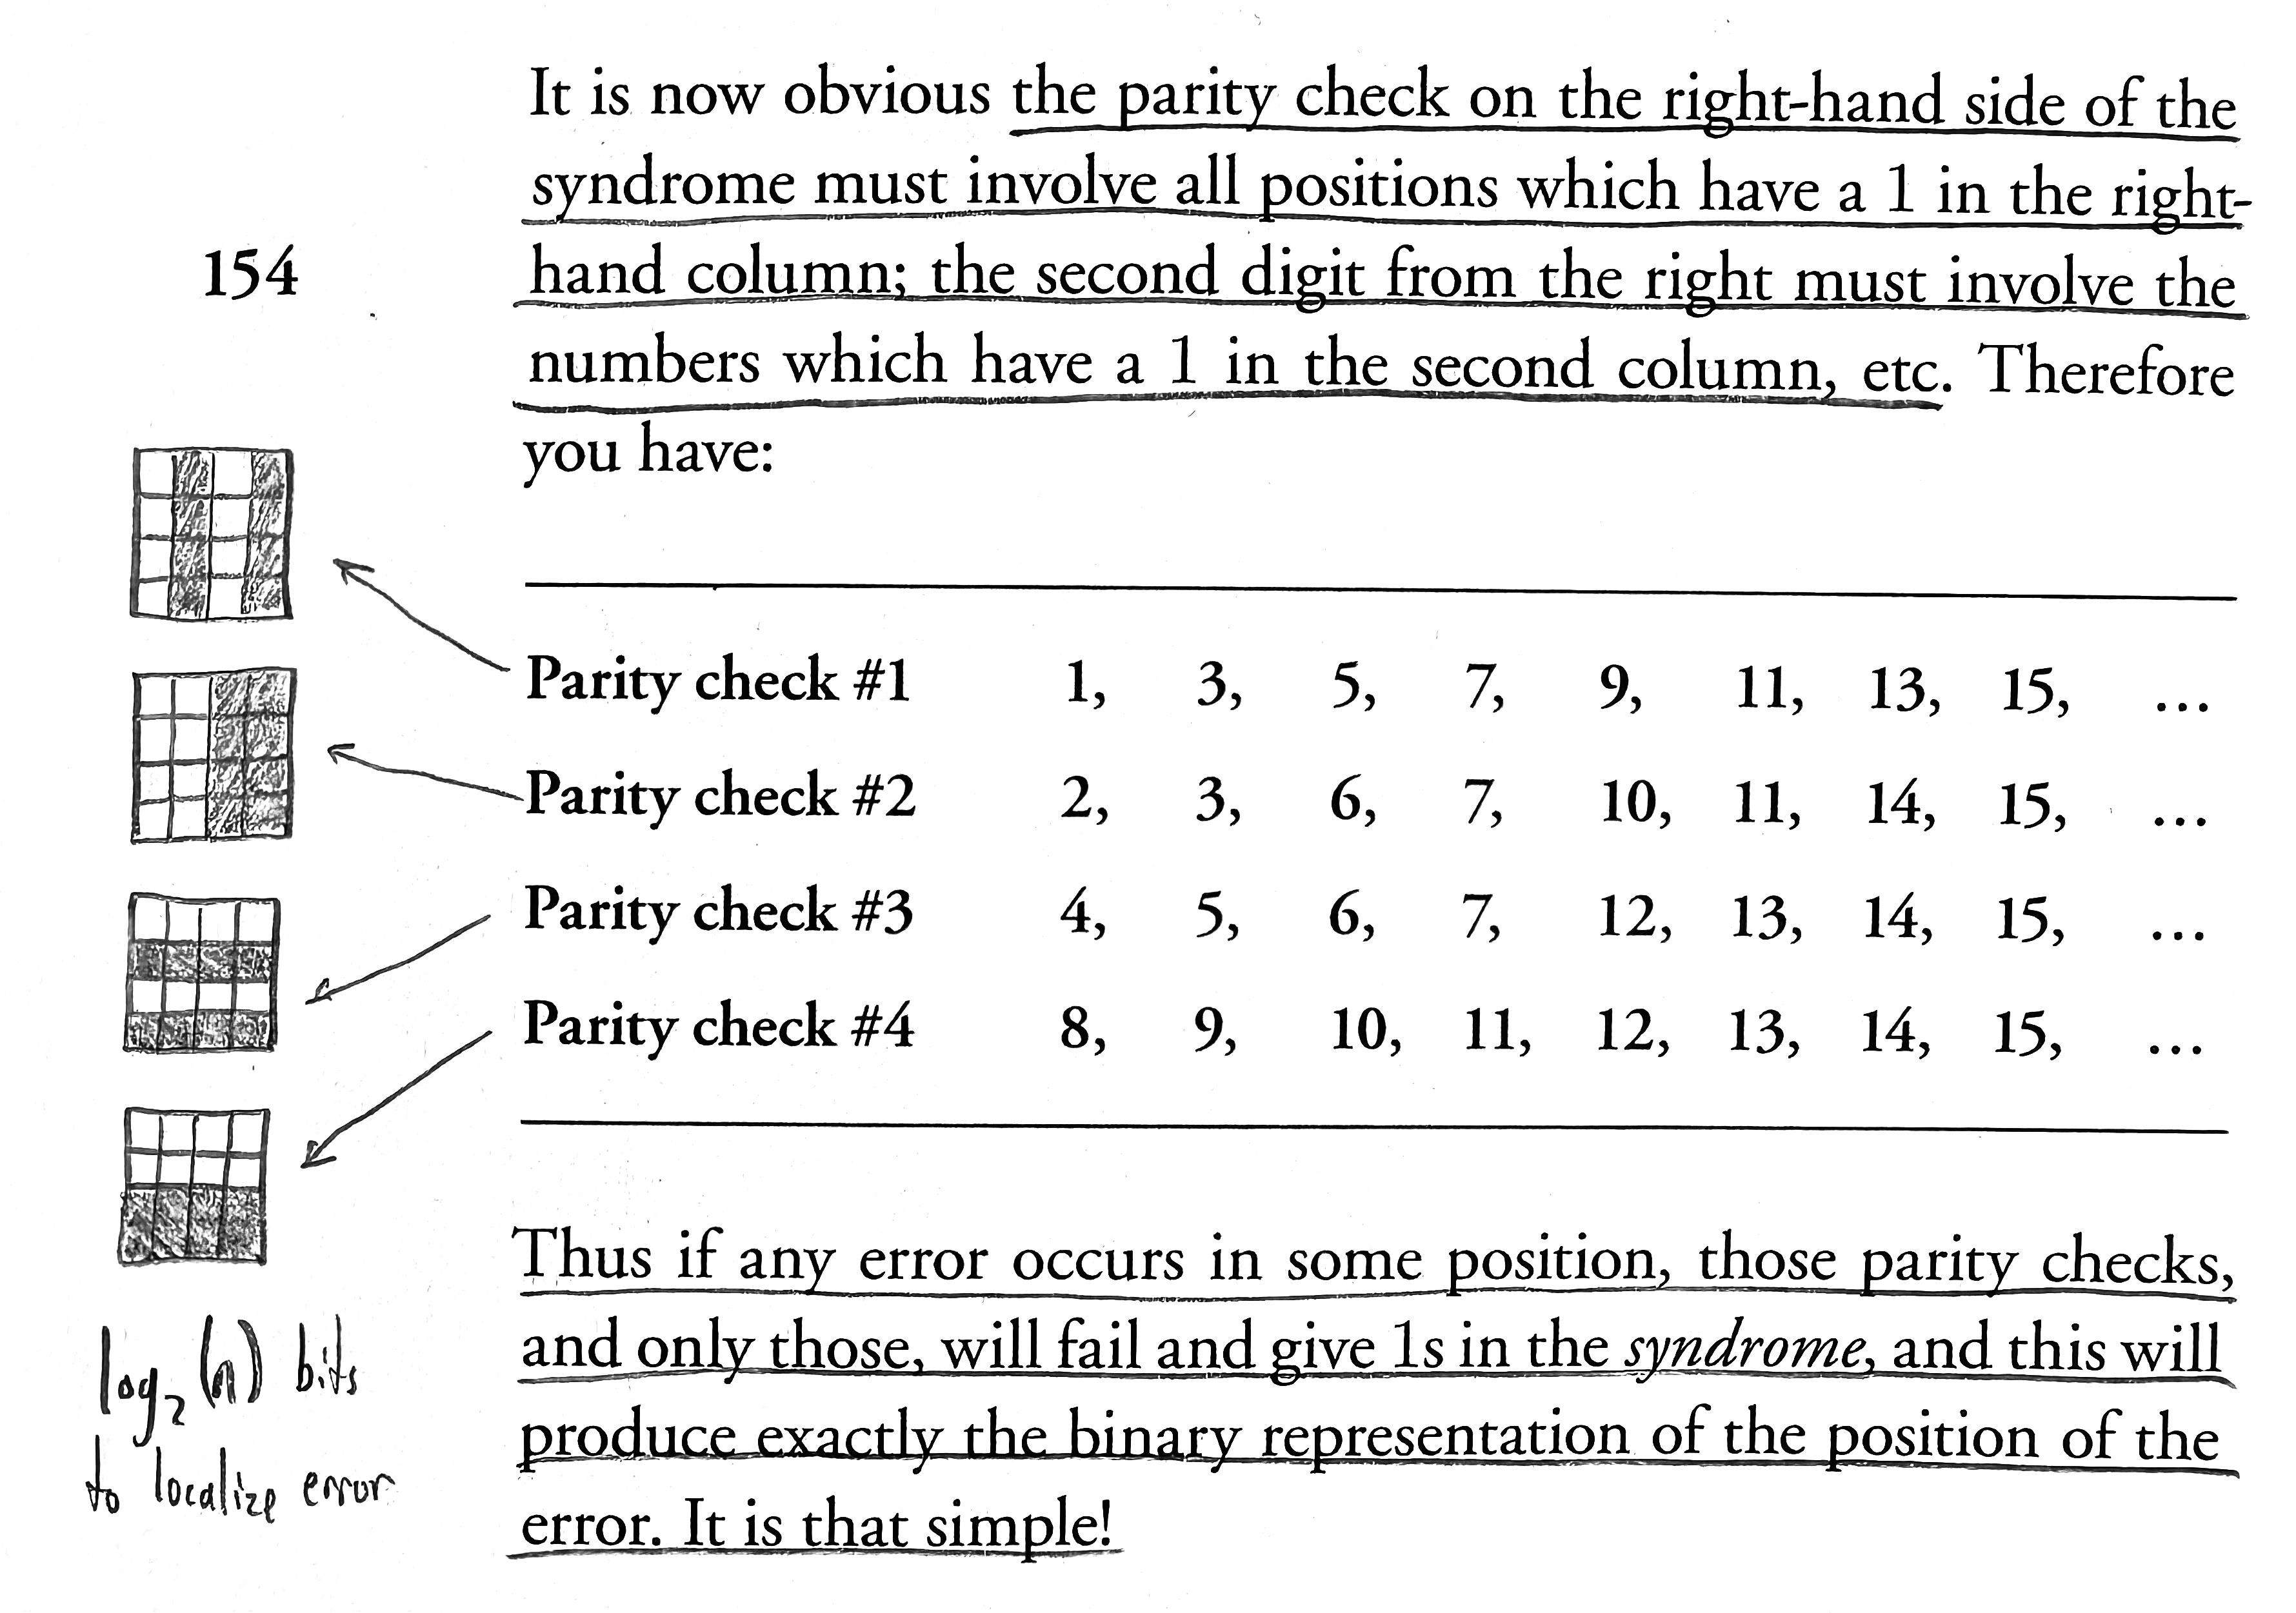 It is now obvious the parity check on the right-hand side of the
syndrome must involve all positions which have a 1 in the right-
154
hand column; the second digit from the right must involve the
numbers which have a 1 in the second column, etc. Therefore
you have:
Parity check #1 1, 3, 5, 7, 9, 11, 13, 15, ...
Parity check #2 2, 3, 6, 7, 10, 11, 14, 15, ...
Parity check #3 4, 5, 6, 7, 12, 13, 14, 15, ...
Parity check #4 8, 9, 10, 11, 12, 13, 14, 15, ...
Thus if any error occurs in some position, those parity checks,
and only those, will fail and give 1s in the syndrome, and this will
produce exactly the binary representation of the position of the
error. It is that simple!
log₂(n) bits
to localize error